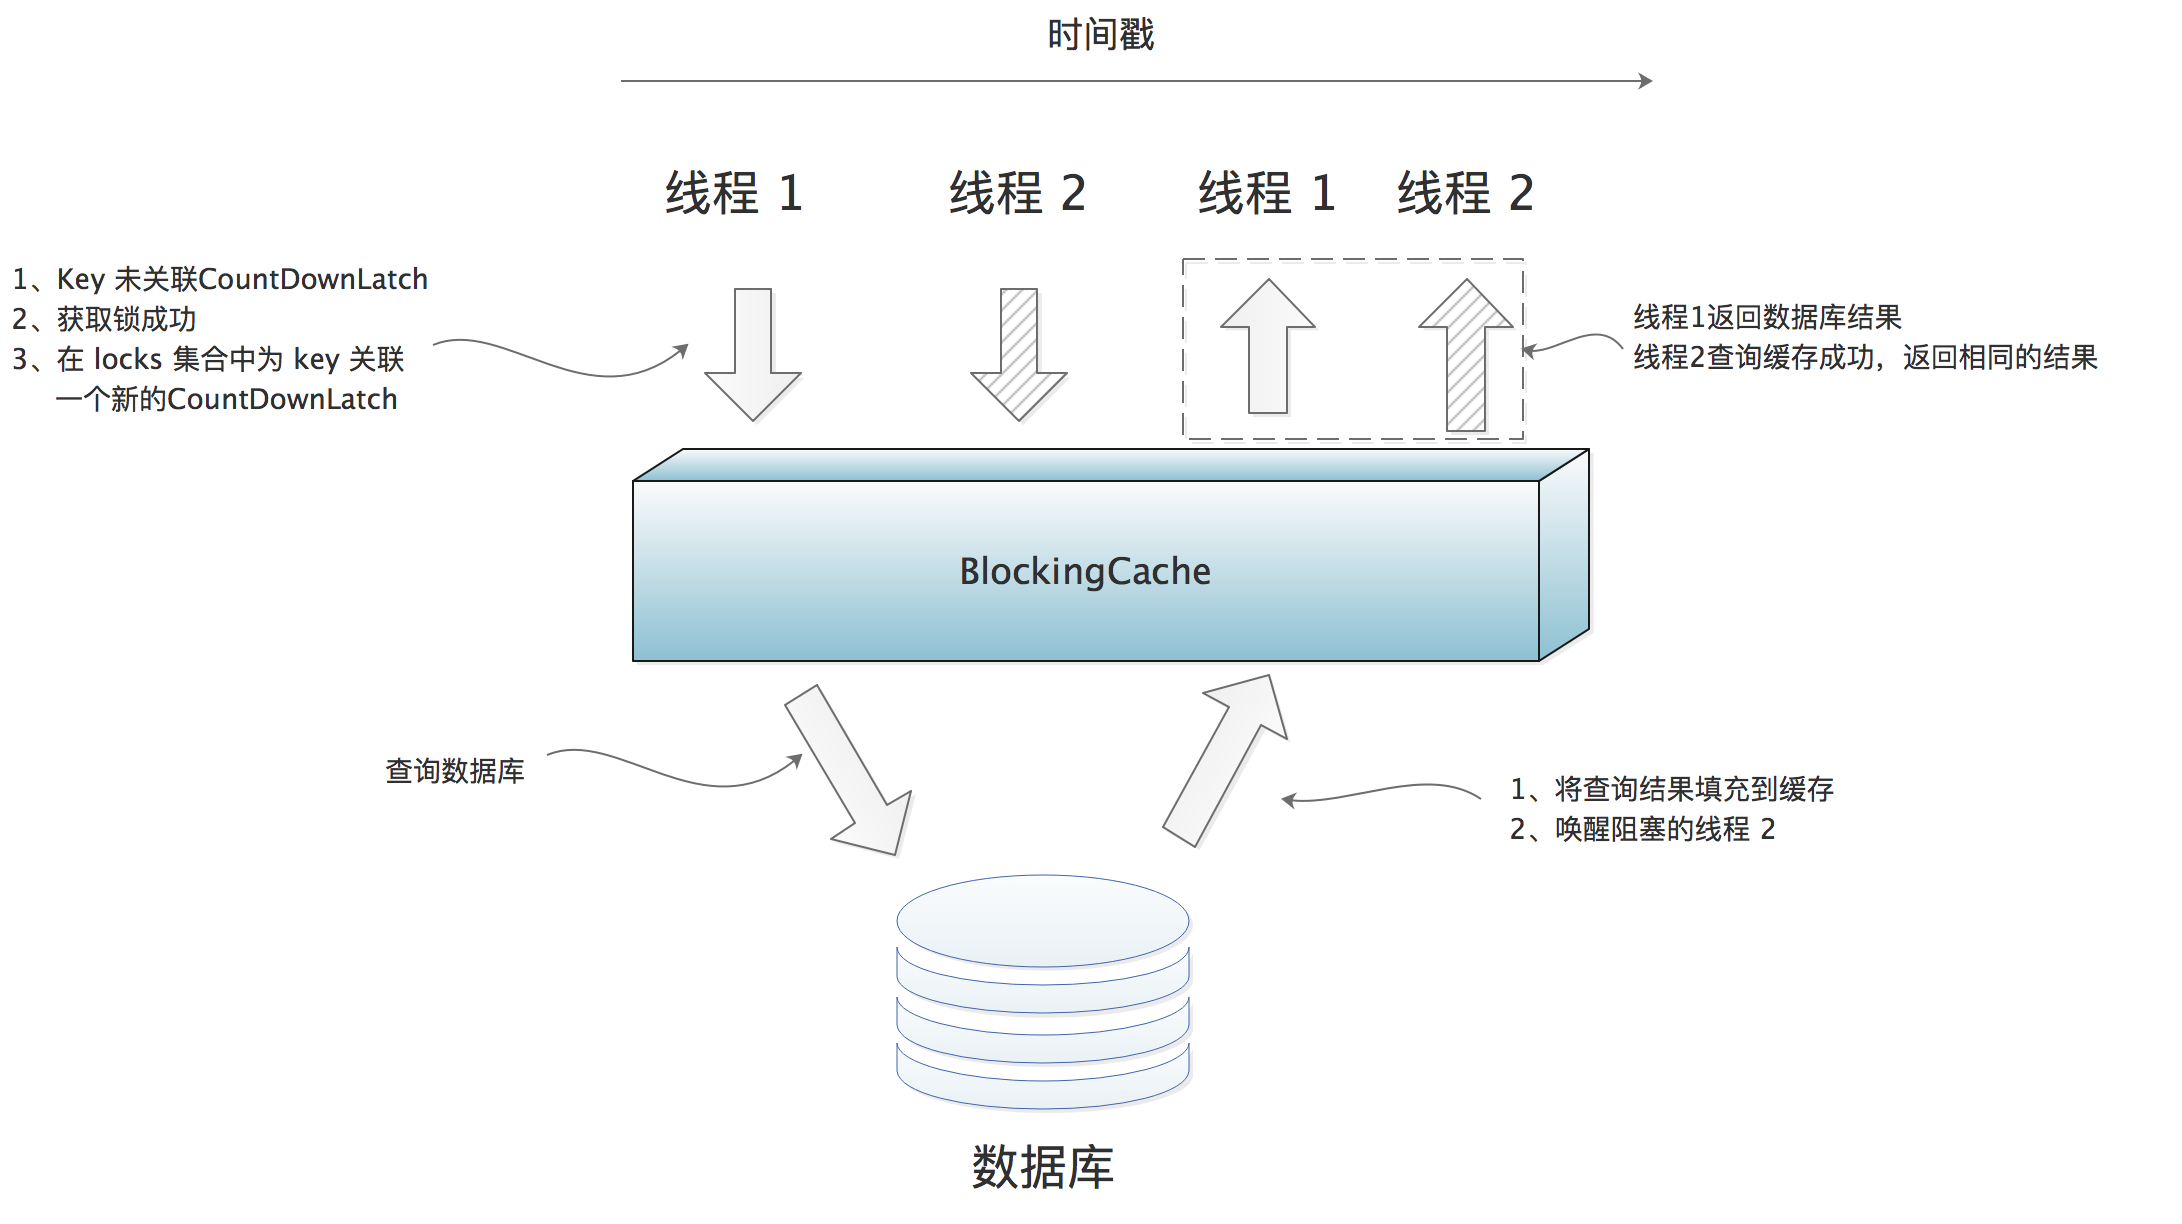 时间戳
线程 1
线程 2
线程 1
线程 2
1、Key 未关联CountDownLatch
2、获取锁成功
3、在 locks 集合中为 key 关联
一个新的CountDownLatch
线程1返回数据库结果
线程2查询缓存成功，返回相同的结果
BlockingCache
查询数据库
1、将查询结果填充到缓存
2、唤醒阻塞的线程 2
数据库